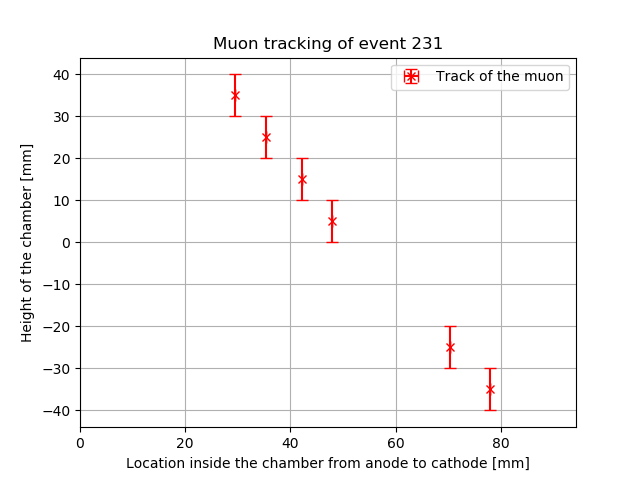 Muon tracking of event 231
Track of the muon
40
30
20
10
0
−10
−20
−30
−40
Height of the chamber [mm]
0 20 40 60 80
Location inside the chamber from anode to cathode [mm]